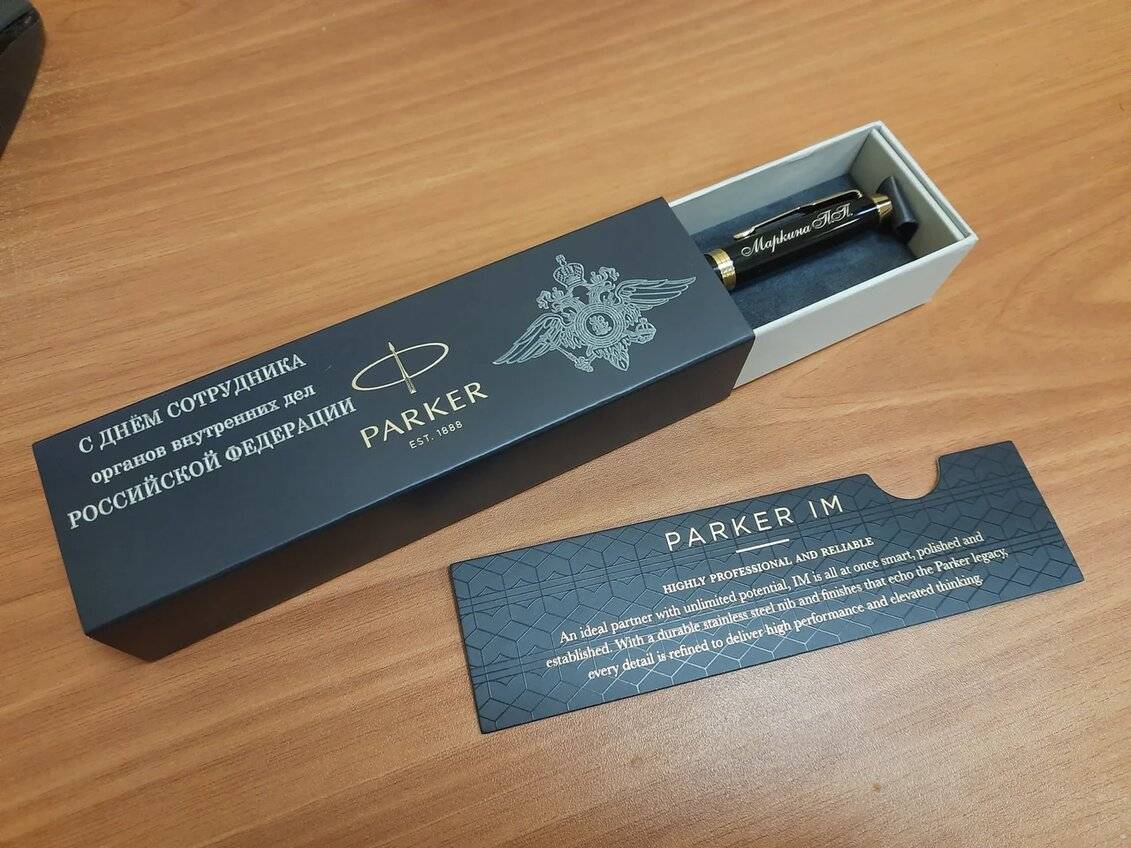 С ДНЁМ СОТРУДНИКА
органов внутренних дел
РОССИЙСКОЙ ФЕДЕРАЦИИ
PARKER
EST. 1888
Маркина П.П.
PARKER IM
HIGHLY PROFESSIONAL AND RELIABLE
An ideal partner with unlimited potential, IM is all at once smart, polished and
established. With a durable stainless steel nib and finishes that echo the Parker legacy,
every detail is refined to deliver high performance and elevated thinking.